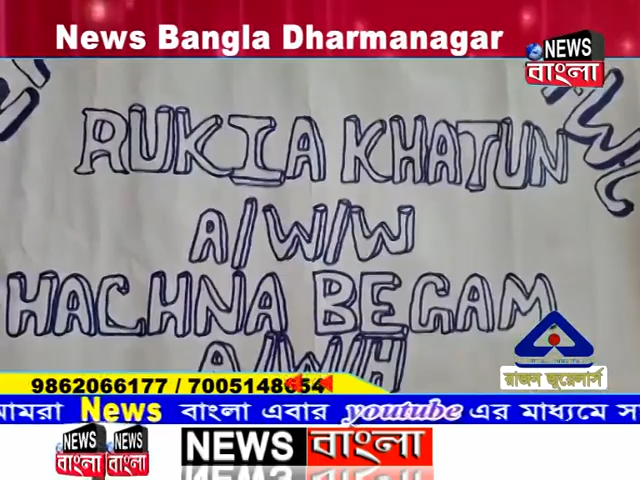 News Bangla Dharmanagar
NEWS
বাংলা
RUKIA KHATUN
A/W/W
HACHNA BEGAM
A/W/H
রাজন জুয়েলার্স
9862066177 / 7005148654
আমরা News বাংলা এবার youtube এর মাধ্যমে
NEWS NEWS
বাংলা বাংলা
NEWS বাংলা